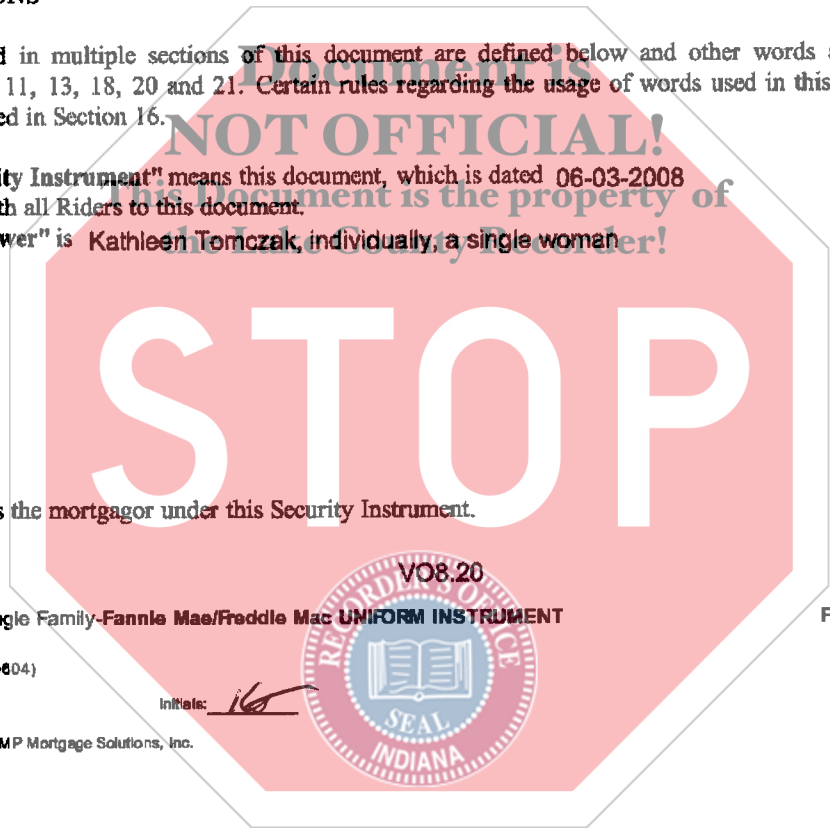 NS
d in multiple sections of this document are defined below and other words a
11, 13, 18, 20 and 21. Certain rules regarding the usage of words used in this
ed in Section 16.
Document is
NOT OFFICIAL!
This Document is the property of
the Lake County Recorder!
ity Instrument" means this document, which is dated 06-03-2008
th all Riders to this document.
wer" is Kathleen Tomczak, individually, a single woman
STOP
s the mortgagor under this Security Instrument.
VO8.20
gle Family-Fannie Mae/Freddie Mac UNIFORM INSTRUMENT F
604)
Initials:
MP Mortgage Solutions, Inc.
RECORDER'S OFFICE
SEAL
INDIANA